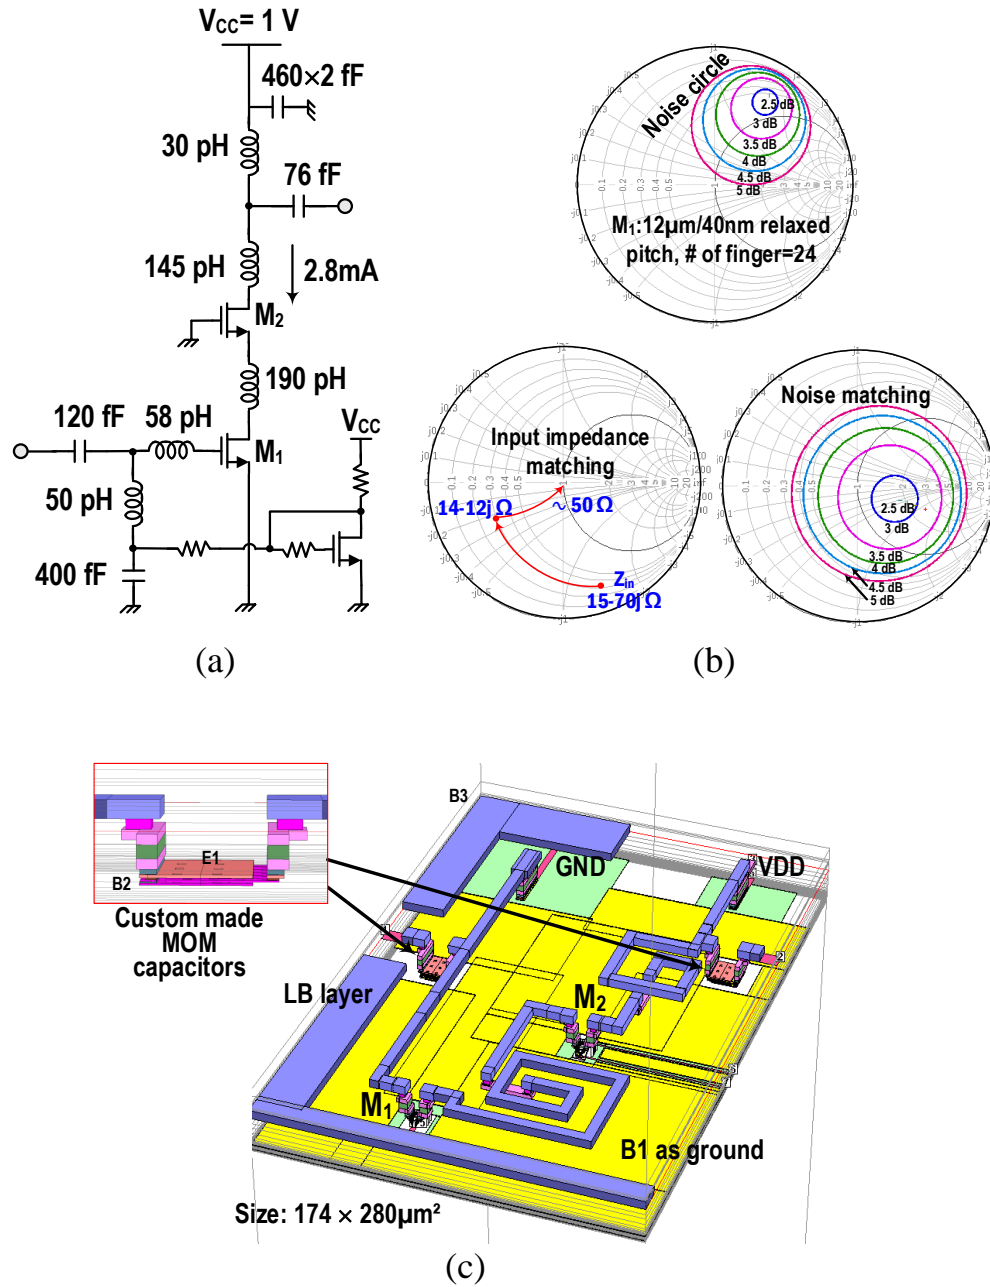 V_CC= 1 V
460×2 fF
30 pH
76 fF
145 pH
2.8mA
M₂
190 pH
120 fF
58 pH
V_CC
M₁
50 pH
400 fF
(a)
Noise circle
2.5 dB
3 dB
3.5 dB
4 dB
4.5 dB
5 dB
M₁:12µm/40nm relaxed
pitch, # of finger=24
Input impedance
matching
14-12j Ω
~ 50 Ω
Z_in
15-70j Ω
Noise matching
2.5 dB
3 dB
3.5 dB
4 dB
4.5 dB
5 dB
(b)
E1
B2
Custom made
MOM
capacitors
B3
GND
VDD
LB layer
M₂
M₁
B1 as ground
Size: 174 × 280µm²
(c)